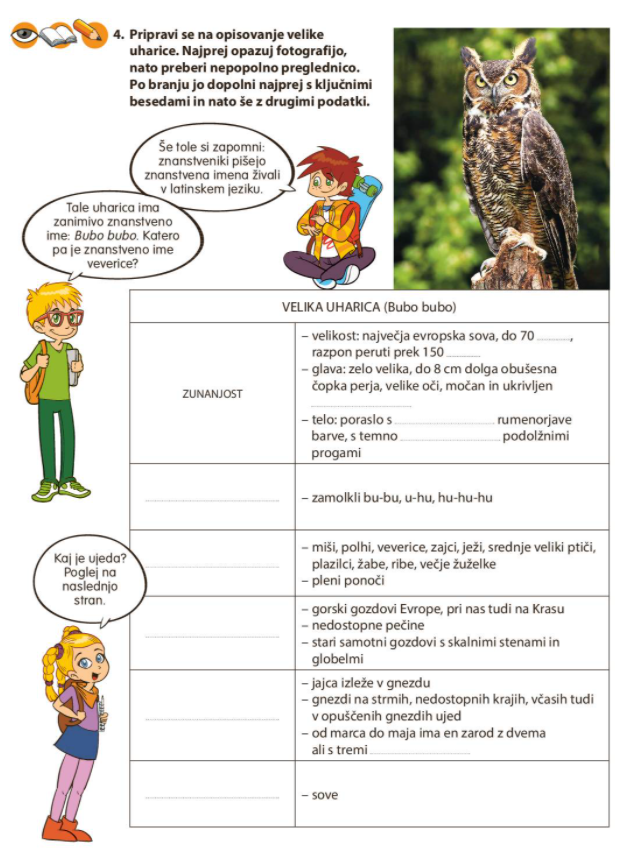 4. Pripravi se na opisovanje velike
uharice. Najprej opazuj fotografijo,
nato preberi nepopolno preglednico.
Po branju jo dopolni najprej s ključnimi
besedami in nato še z drugimi podatki.
Še tole si zapomni:
znanstveniki pišejo
znanstvena imena živali
v latinskem jeziku.
Tale uharica ima
zanimivo znanstveno
ime: Bubo bubo. Katero
pa je znanstveno ime
veverice?
VELIKA UHARICA (Bubo bubo)
ZUNANJOST
– velikost: največja evropska sova, do 70 ............,
razpon peruti prek 150 ............
– glava: zelo velika, do 8 cm dolga obušesna
čopka perja, velike oči, močan in ukrivljen
....................................
– telo: poraslo s .................................... rumenorjave
barve, s temno .................................... podolžnimi
progami
................................................
– zamolkli bu-bu, u-hu, hu-hu-hu
Kaj je ujeda?
Poglej na
naslednjo
stran.
................................................
– miši, polhi, veverice, zajci, ježi, srednje veliki ptiči,
plazilci, žabe, ribe, večje žuželke
– pleni ponoči
................................................
– gorski gozdovi Evrope, pri nas tudi na Krasu
– nedostopne pečine
– stari samotni gozdovi s skalnimi stenami in
globelmi
................................................
– jajca izleže v gnezdu
– gnezdi na strmih, nedostopnih krajih, včasih tudi
v opuščenih gnezdih ujed
– od marca do maja ima en zarod z dvema
ali s tremi ....................................
................................................
– sove